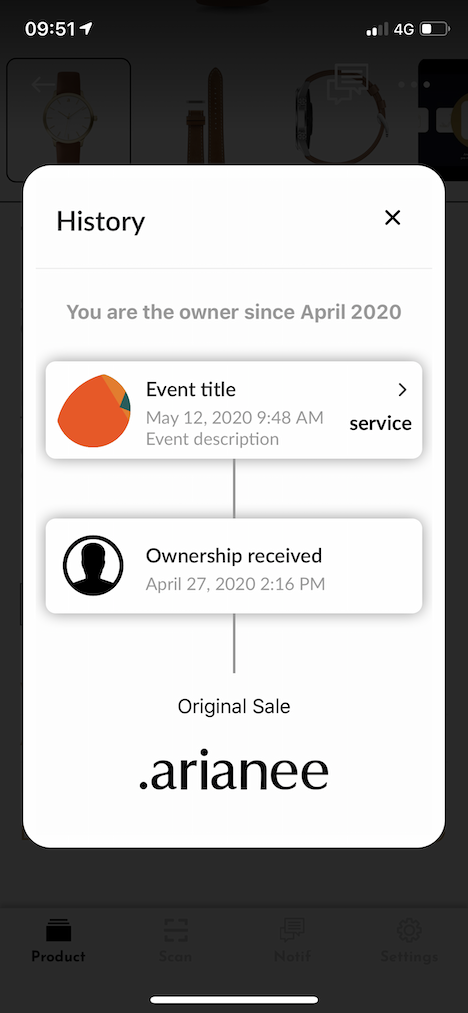 09:51
4G
History
You are the owner since April 2020
Event title
May 12, 2020 9:48 AM
service
Event description
Ownership received
April 27, 2020 2:16 PM
Original Sale
.arianee
Product
Scan
Notif
Settings